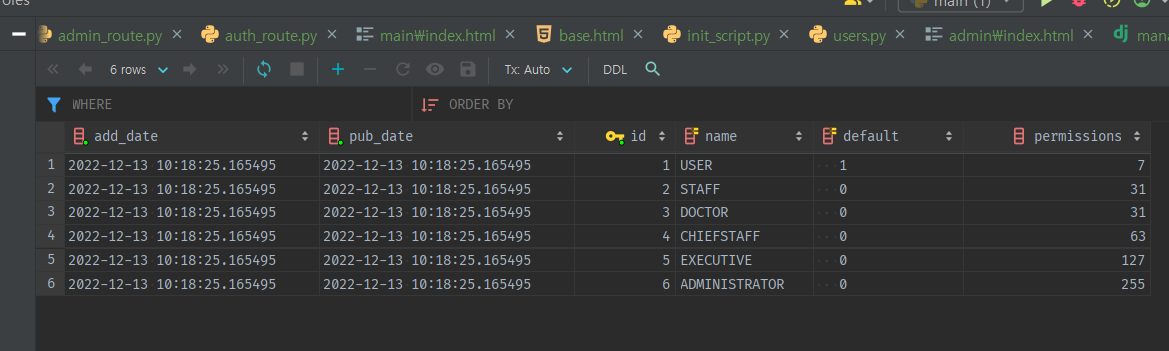 oles main (1)
admin_route.py auth_route.py main₩index.html base.html init_script.py users.py admin₩index.html mana
6 rows Tx: Auto DDL
WHERE ORDER BY
add_date pub_date id name default permissions
1 2022-12-13 10:18:25.165495 2022-12-13 10:18:25.165495 1 USER 1 7
2 2022-12-13 10:18:25.165495 2022-12-13 10:18:25.165495 2 STAFF 0 31
3 2022-12-13 10:18:25.165495 2022-12-13 10:18:25.165495 3 DOCTOR 0 31
4 2022-12-13 10:18:25.165495 2022-12-13 10:18:25.165495 4 CHIEFSTAFF 0 63
5 2022-12-13 10:18:25.165495 2022-12-13 10:18:25.165495 5 EXECUTIVE 0 127
6 2022-12-13 10:18:25.165495 2022-12-13 10:18:25.165495 6 ADMINISTRATOR 0 255